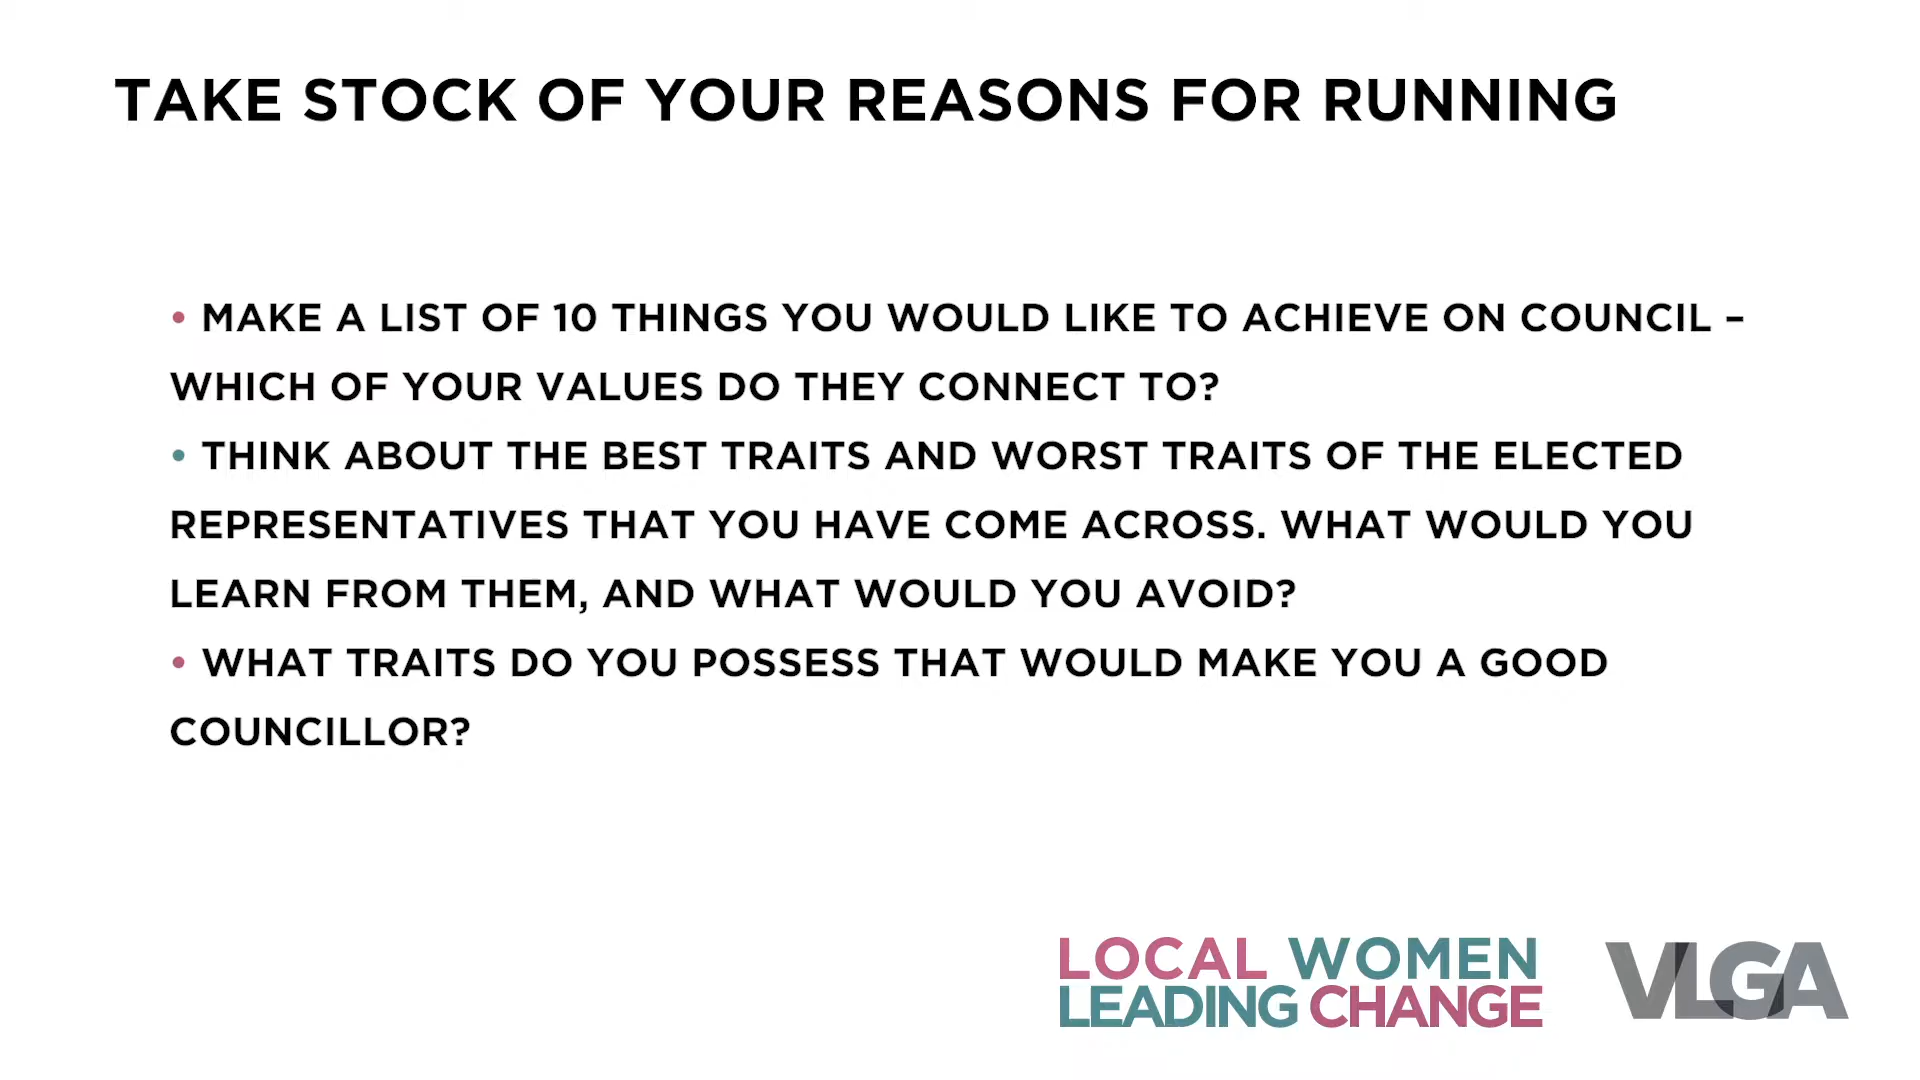 TAKE STOCK OF YOUR REASONS FOR RUNNING
• MAKE A LIST OF 10 THINGS YOU WOULD LIKE TO ACHIEVE ON COUNCIL –
WHICH OF YOUR VALUES DO THEY CONNECT TO?
• THINK ABOUT THE BEST TRAITS AND WORST TRAITS OF THE ELECTED
REPRESENTATIVES THAT YOU HAVE COME ACROSS. WHAT WOULD YOU
LEARN FROM THEM, AND WHAT WOULD YOU AVOID?
• WHAT TRAITS DO YOU POSSESS THAT WOULD MAKE YOU A GOOD
COUNCILLOR?
LOCAL WOMEN
LEADING CHANGE
VLGA